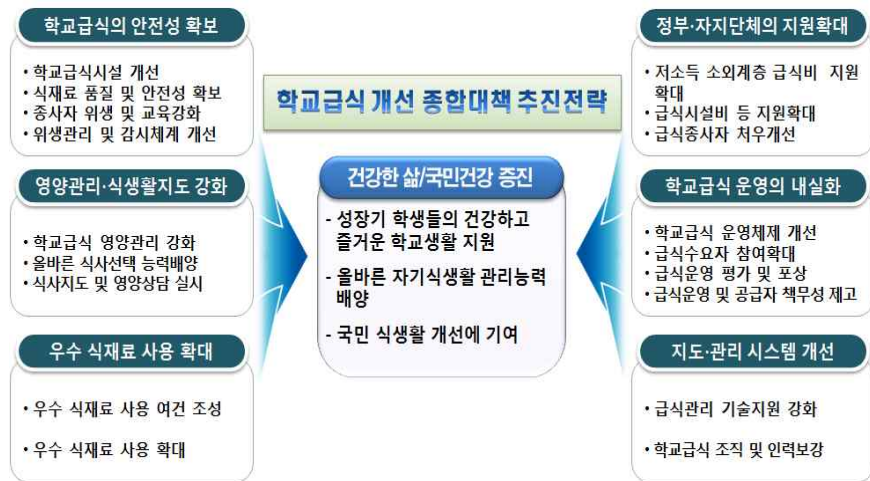 학교급식의 안전성 확보
• 학교급식시설 개선
• 식재료 품질 및 안전성 확보
• 종사자 위생 및 교육강화
• 위생관리 및 감시체계 개선
영양관리·식생활지도 강화
• 학교급식 영양관리 강화
• 올바른 식사선택 능력배양
• 식사지도 및 영양상담 실시
우수 식재료 사용 확대
• 우수 식재료 사용 여건 조성
• 우수 식재료 사용 확대
학교급식 개선 종합대책 추진전략
건강한 삶/국민건강 증진
- 성장기 학생들의 건강하고
즐거운 학교생활 지원
- 올바른 자기식생활 관리능력
배양
- 국민 식생활 개선에 기여
정부·자지단체의 지원확대
• 저소득 소외계층 급식비 지원
확대
• 급식시설비 등 지원확대
• 급식종사자 처우개선
학교급식 운영의 내실화
• 학교급식 운영체제 개선
• 급식수요자 참여확대
• 급식운영 평가 및 포상
• 급식운영 및 공급자 책무성 제고
지도·관리 시스템 개선
• 급식관리 기술지원 강화
• 학교급식 조직 및 인력보강